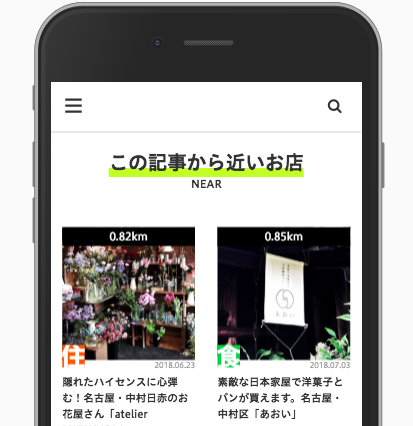 この記事から近いお店
NEAR
0.82km
0.85km
あおい
住
食
2018.06.23
2018.07.03
隠れたハイセンスに心弾
む！名古屋・中村日赤のお
花屋さん「atelier
素敵な日本家屋で洋菓子と
パンが買えます。名古屋・
中村区「あおい」